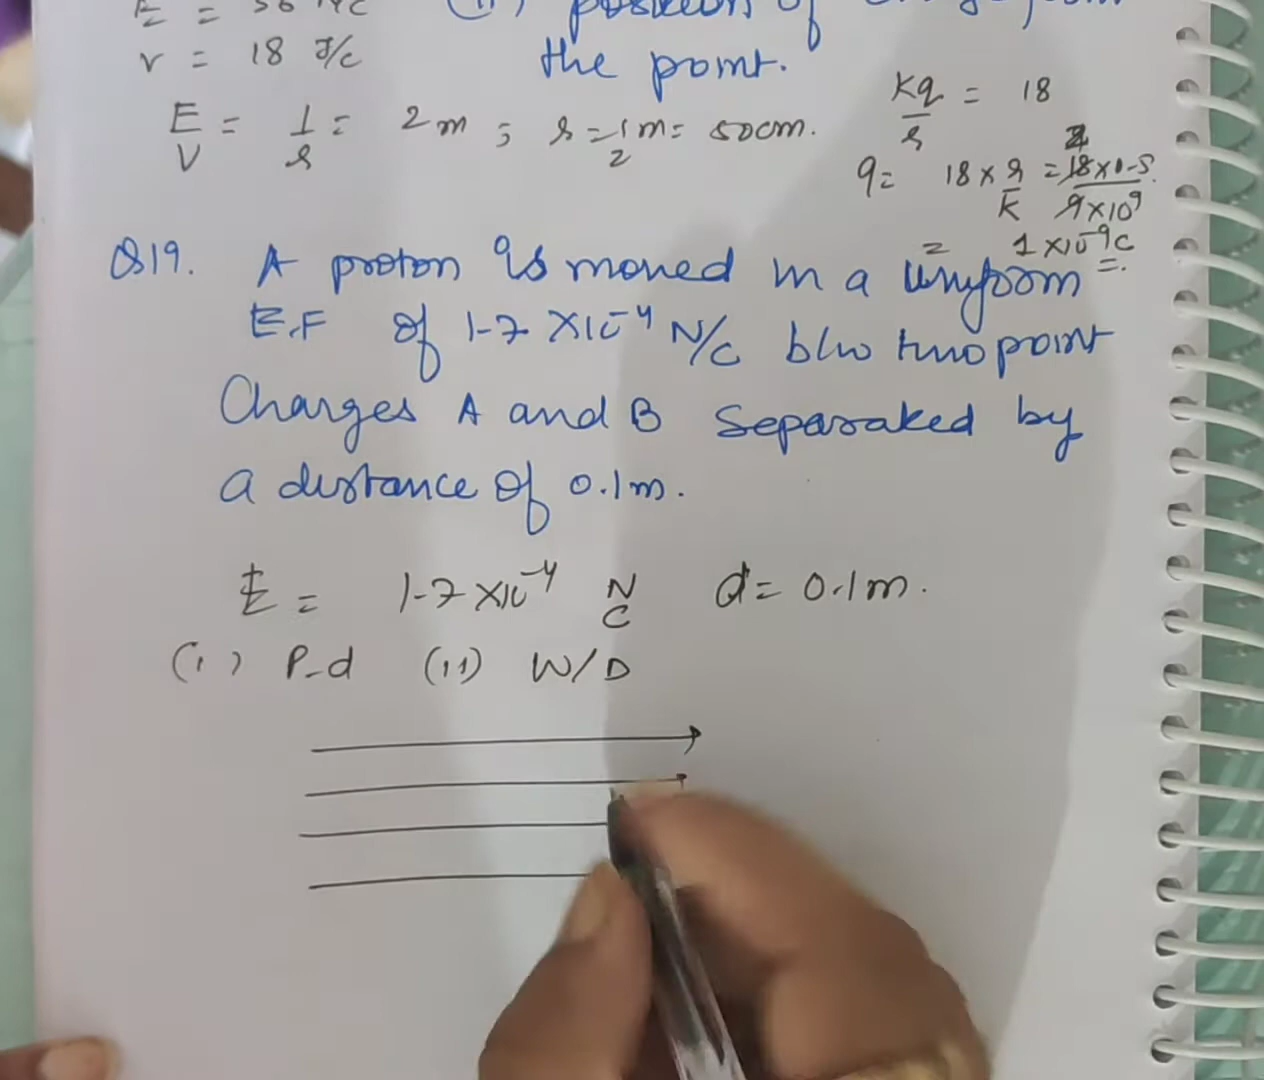 v = 18 J/c
the point.
E/V = 1/r = 2m ; r = 1/2 m = 50cm.
Kq/r = 18
q = 18 × r/k = 18×0.5/9×10⁹
= 1×10⁻⁹C
Q19. A proton is moved in a uniform
E.F of 1.7 ×10⁻⁴ N/C b/w two point
Charges A and B Separated by
a distance of 0.1m.
E = 1.7 ×10⁻⁴ N/C d = 0.1m.
(i) P.d (ii) W/D